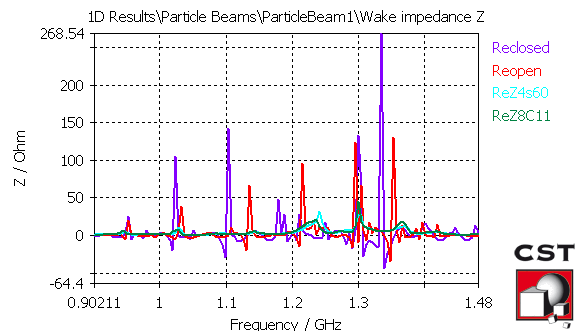 1D Results\Particle Beams\ParticleBeam1\Wake impedance Z
268.54
200
150
100
50
0
-64.4
Z / Ohm
0.90211
1
1.1
1.2
1.3
1.48
Frequency / GHz
Reclosed
Reopen
ReZ4s60
ReZ8C11
CST